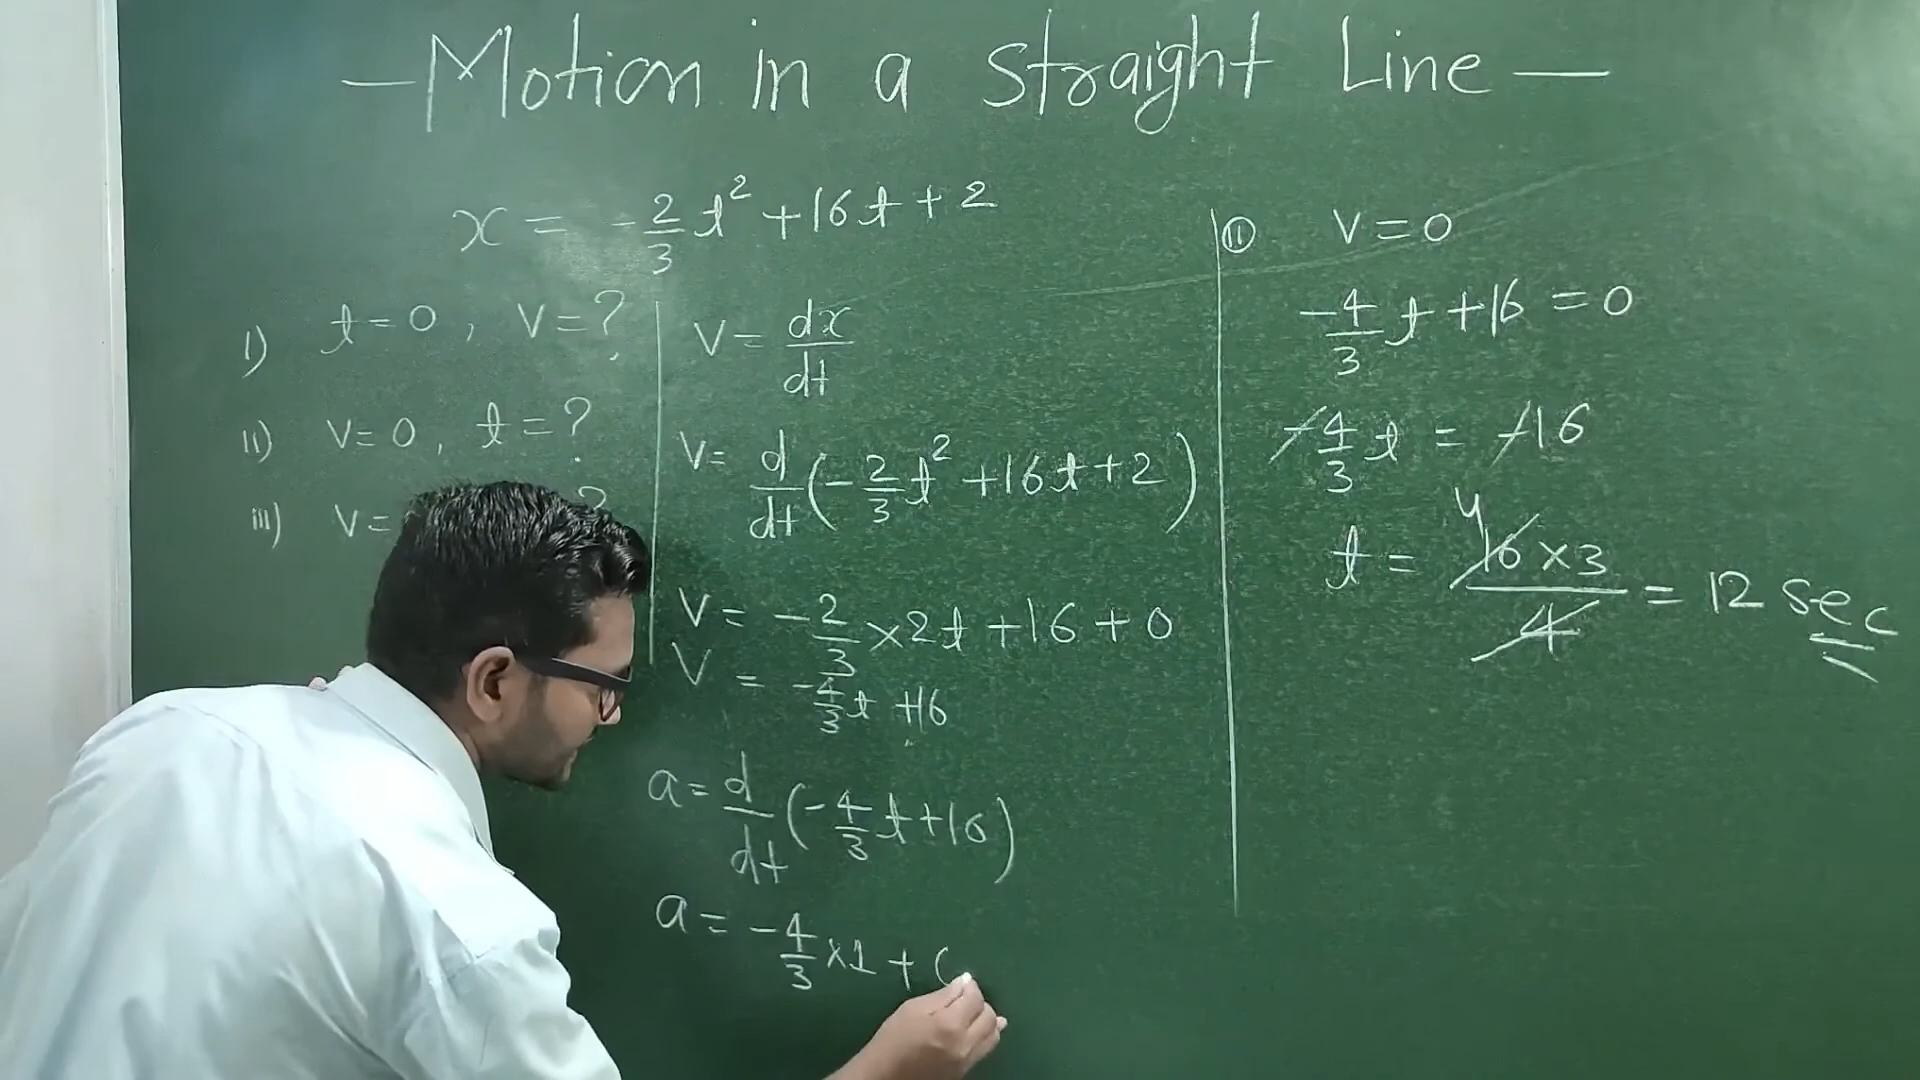 — Motion in a Straight Line —
x = -2/3 t² + 16t + 2
i) t = 0 , v = ?
ii) v = 0 , t = ?
iii) v = ?
v = dx/dt
v = d/dt (-2/3 t² + 16t + 2)
v = -2/3 × 2t + 16 + 0
v = -4/3 t + 16
a = d/dt (-4/3 t + 16)
a = -4/3 × 1 +
ii v = 0
-4/3 t + 16 = 0
-4/3 t = -16
t = 4 16 × 3 / 4 = 12 sec